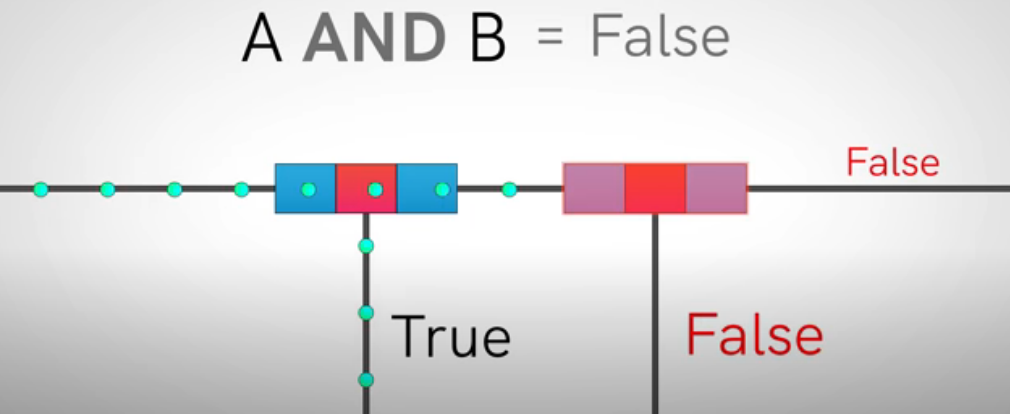 A AND B = False
False
True
False